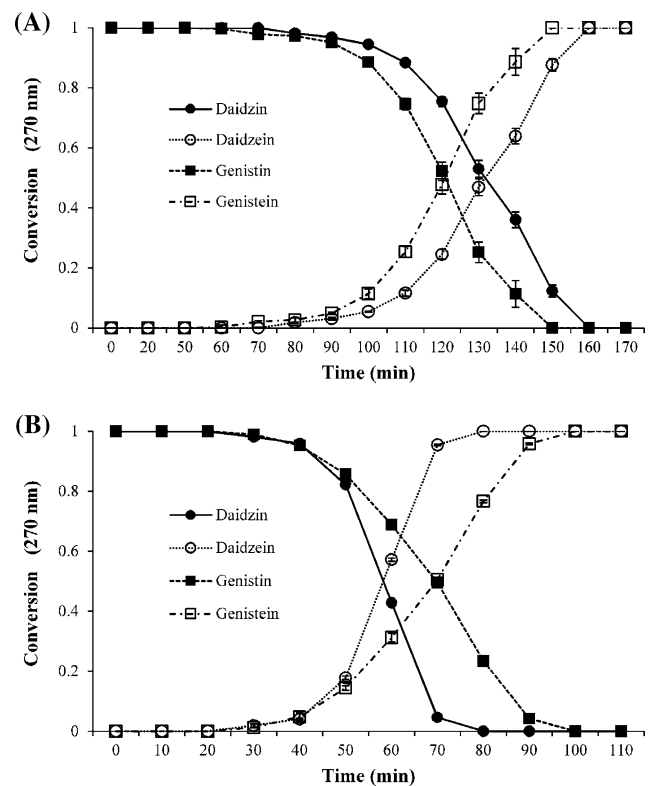 (A)
Conversion (270 nm)
1
0.8
0.6
0.4
0.2
0
Daidzin
Daidzein
Genistin
Genistein
0 20 50 60 70 80 90 100 110 120 130 140 150 160 170
Time (min)
(B)
Conversion (270 nm)
1
0.8
0.6
0.4
0.2
0
Daidzin
Daidzein
Genistin
Genistein
0 10 20 30 40 50 60 70 80 90 100 110
Time (min)